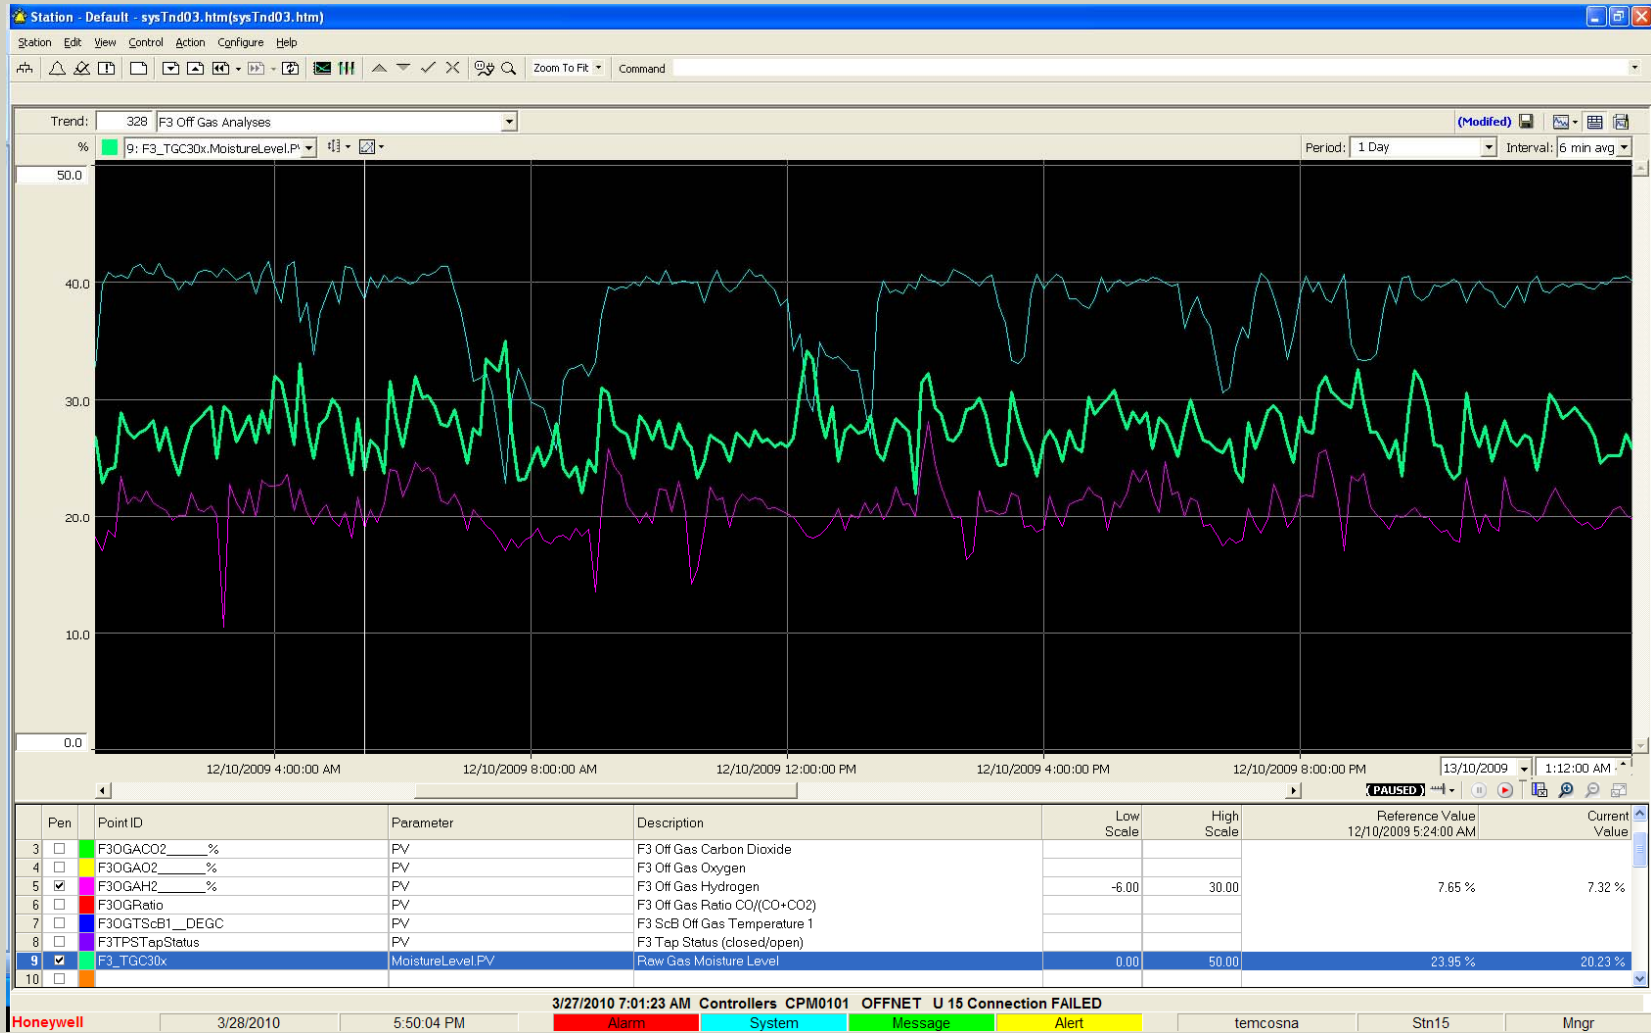 Station - Default - sysTnd03.htm(sysTnd03.htm)
Station Edit View Control Action Configure Help
Zoom To Fit Command
Trend: 328 F3 Off Gas Analyses (Modifed)
% 9: F3_TGC30x.MoistureLevel.P Period: 1 Day Interval: 6 min avg
50.0
40.0
30.0
20.0
10.0
0.0
12/10/2009 4:00:00 AM 12/10/2009 8:00:00 AM 12/10/2009 12:00:00 PM 12/10/2009 4:00:00 PM 12/10/2009 8:00:00 PM 13/10/2009 1:12:00 AM
(PAUSED)
Pen Point ID Parameter Description Low Scale High Scale Reference Value 12/10/2009 5:24:00 AM Current Value
3 F3OGACO2______% PV F3 Off Gas Carbon Dioxide
4 F3OGAO2______% PV F3 Off Gas Oxygen
5 F3OGAH2______% PV F3 Off Gas Hydrogen -6.00 30.00 7.65 % 7.32 %
6 F3OGRatio PV F3 Off Gas Ratio CO/(CO+CO2)
7 F3OGTScB1__DEGC PV F3 ScB Off Gas Temperature 1
8 F3TPSTapStatus PV F3 Tap Status (closed/open)
9 F3_TGC30x MoistureLevel.PV Raw Gas Moisture Level 0.00 50.00 23.95 % 20.23 %
10
3/27/2010 7:01:23 AM Controllers CPM0101 OFFNET U 15 Connection FAILED
Honeywell 3/28/2010 5:50:04 PM Alarm System Message Alert temcosna Stn15 Mngr